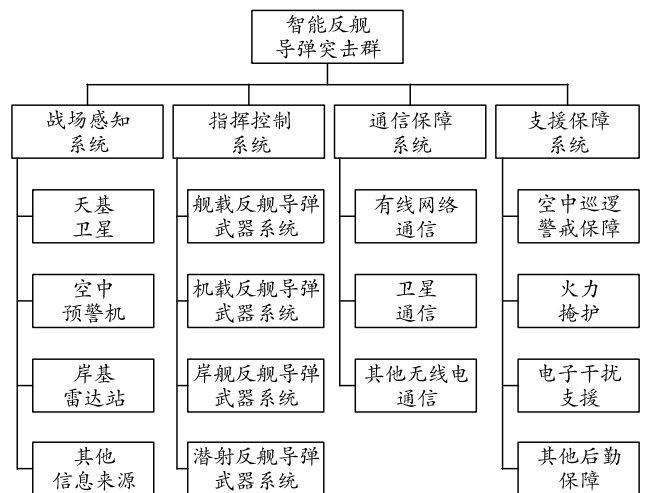 智能反舰
导弹突击群
战场感知
系统
指挥控制
系统
通信保障
系统
支援保障
系统
天基
卫星
舰载反舰导弹
武器系统
有线网络
通信
空中巡逻
警戒保障
空中
预警机
机载反舰导弹
武器系统
卫星
通信
火力
掩护
岸基
雷达站
岸舰反舰导弹
武器系统
其他无线电
通信
电子干扰
支援
其他
信息来源
潜射反舰导弹
武器系统
其他后勤
保障